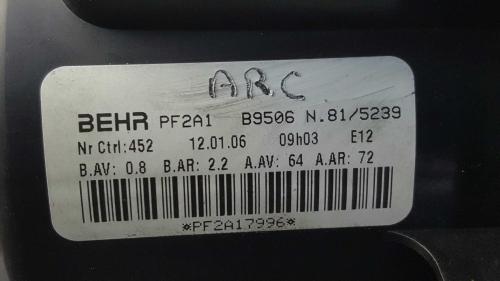 ARC
BEHR PF2A1 B9506 N.81/5239
Nr Ctrl:452 12.01.06 09h03 E12
B.AV: 0.8 B.AR: 2.2 A.AV: 64 A.AR: 72
*PF2A17996*